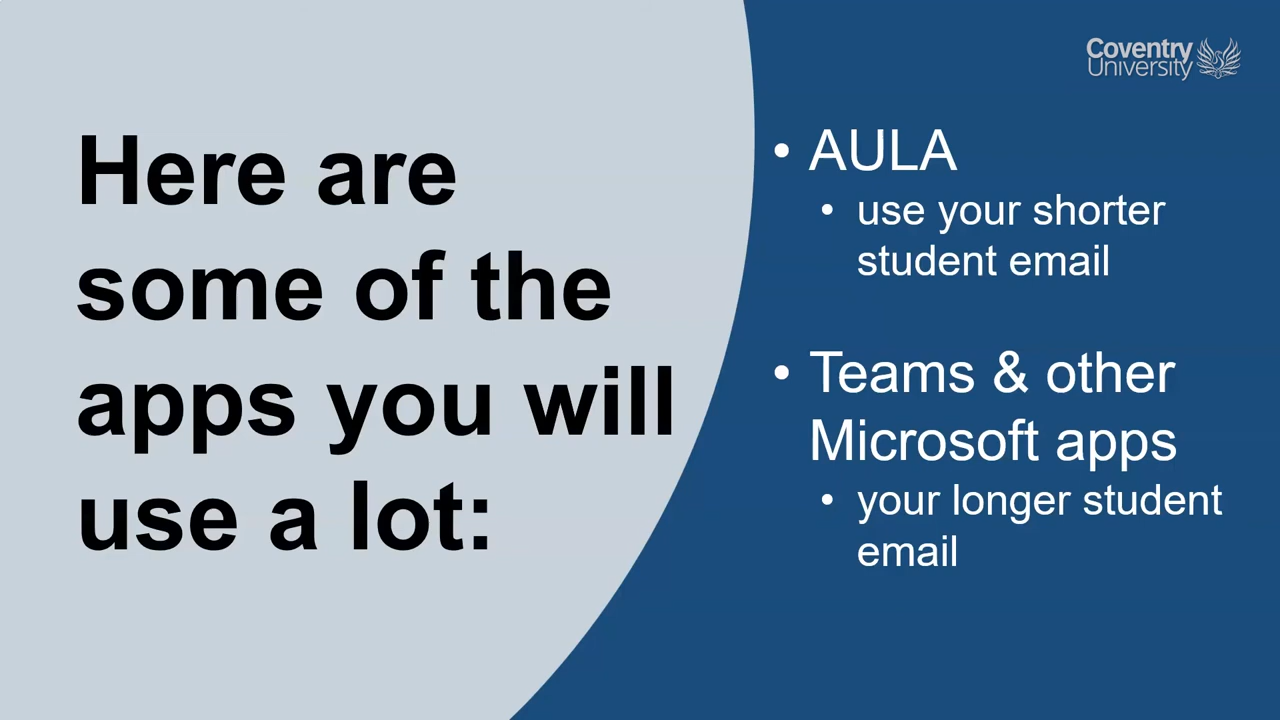 Coventry
University
Here are
some of the
apps you will
use a lot:
• AULA
• use your shorter
student email
• Teams & other
Microsoft apps
• your longer student
email